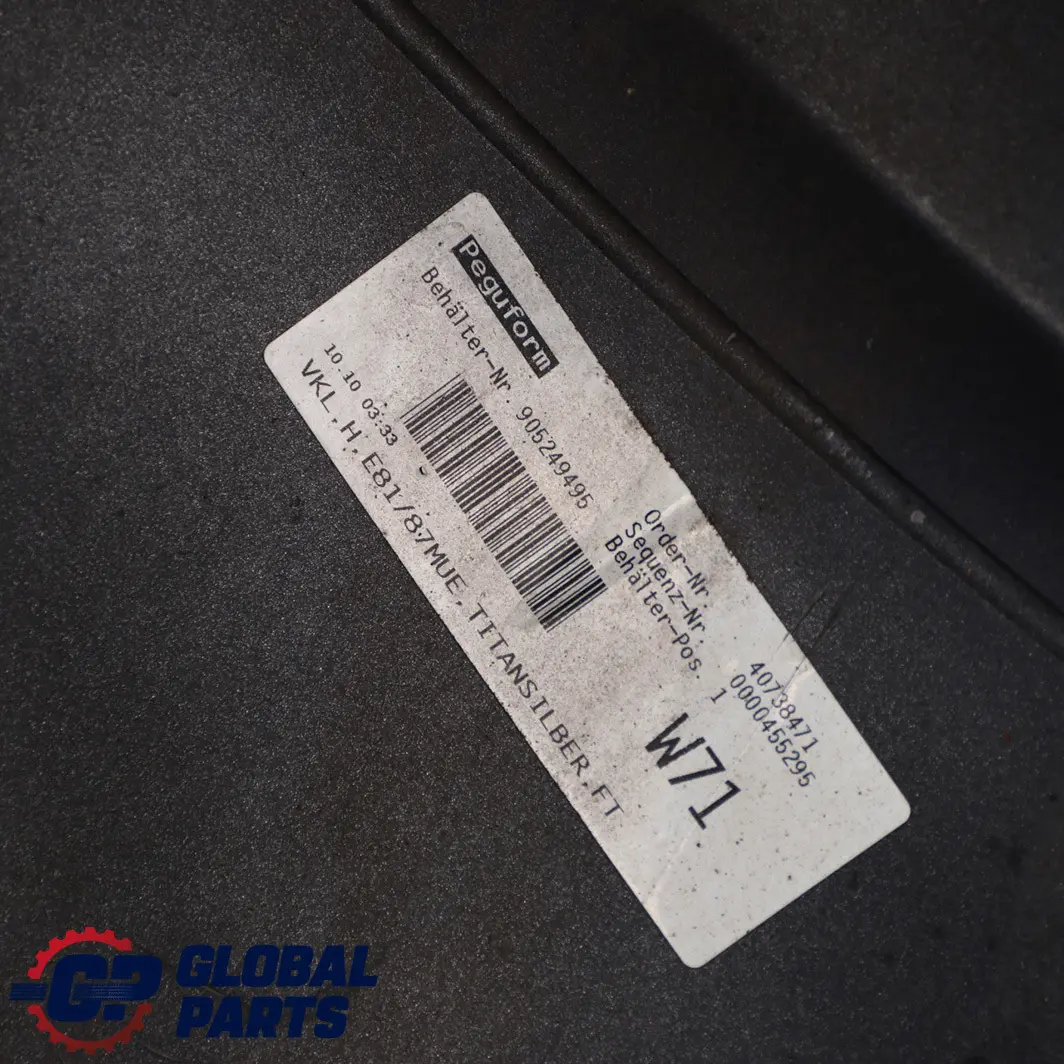 Peguform
Behälter-Nr. 905249495
Order-Nr. 40738471
Sequenz-Nr. 0000455295
Behälter-Pos. 1
W71
10.10 03:33
VKL,H,E81/87MUE,TITANSILBER,FT
GP GLOBAL
PARTS